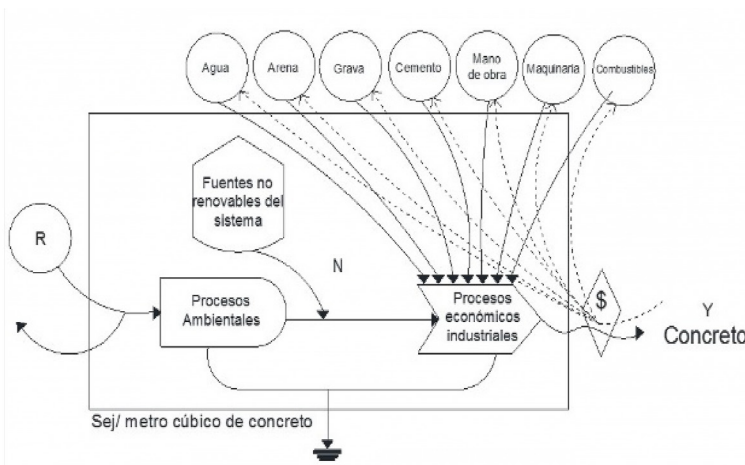 Agua
Arena
Grava
Cemento
Mano
de obra
Maquinaria
Combustibles
Fuentes no
renovables del
sistema
R
N
Procesos
Ambientales
Procesos
económicos
industriales
$
Y
Concreto
Sej/ metro cúbico de concreto